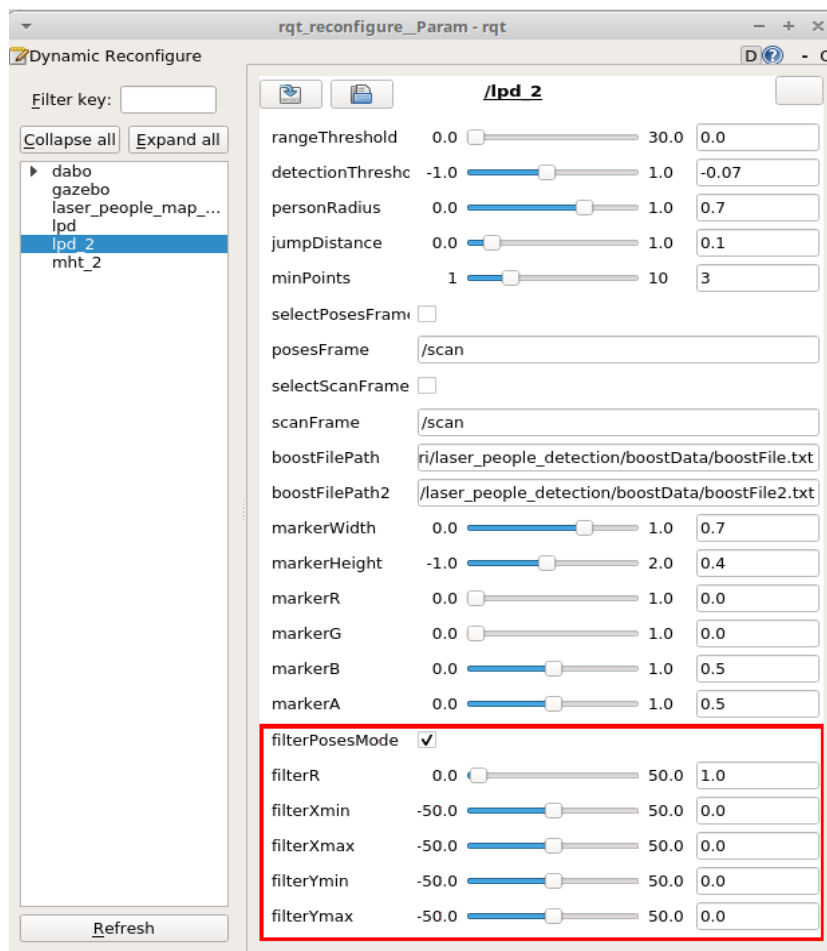 rqt_reconfigure__Param - rqt
Dynamic Reconfigure
D
- C
Filter key:
Collapse all Expand all
dabo
gazebo
laser_people_map_...
lpd
lpd_2
mht_2
Refresh
/lpd_2
rangeThreshold 0.0 30.0 0.0
detectionThresho -1.0 1.0 -0.07
personRadius 0.0 1.0 0.7
jumpDistance 0.0 1.0 0.1
minPoints 1 10 3
selectPosesFrame
posesFrame /scan
selectScanFrame
scanFrame /scan
boostFilePath ri/laser_people_detection/boostData/boostFile.txt
boostFilePath2 /laser_people_detection/boostData/boostFile2.txt
markerWidth 0.0 1.0 0.7
markerHeight -1.0 2.0 0.4
markerR 0.0 1.0 0.0
markerG 0.0 1.0 0.0
markerB 0.0 1.0 0.5
markerA 0.0 1.0 0.5
filterPosesMode
filterR 0.0 50.0 1.0
filterXmin -50.0 50.0 0.0
filterXmax -50.0 50.0 0.0
filterYmin -50.0 50.0 0.0
filterYmax -50.0 50.0 0.0